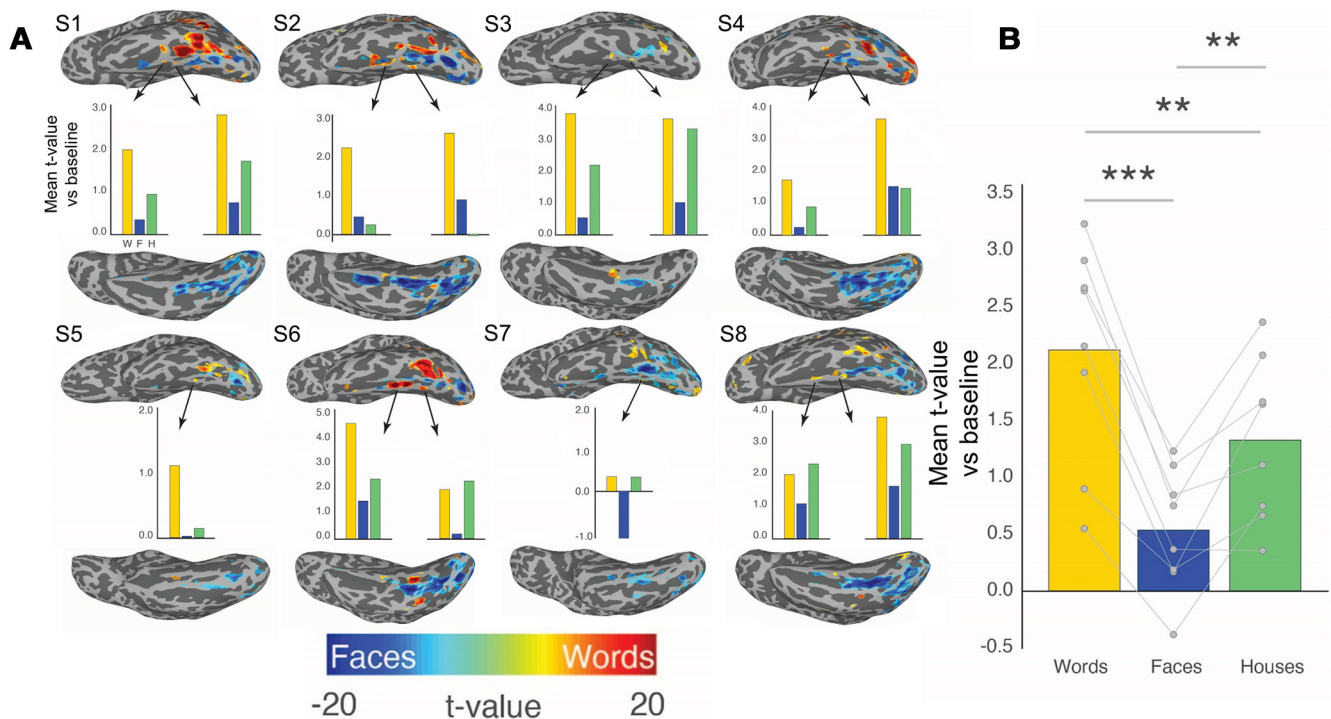 A
S1
S2
S3
S4
Mean t-value
vs baseline
3.0
2.0
1.0
0.0
W F H
3.0
2.0
1.0
0.0
4.0
3.0
2.0
1.0
0.0
4.0
3.0
2.0
1.0
0.0
S5
S6
S7
S8
2.0
1.0
0.0
5.0
4.0
3.0
2.0
1.0
0.0
2.0
1.0
0.0
-1.0
4.0
3.0
2.0
1.0
0.0
Faces Words
-20 t-value 20
B
**
**
***
Mean t-value
vs baseline
3.5
3.0
2.5
2.0
1.5
1.0
0.5
0.0
-0.5
Words Faces Houses